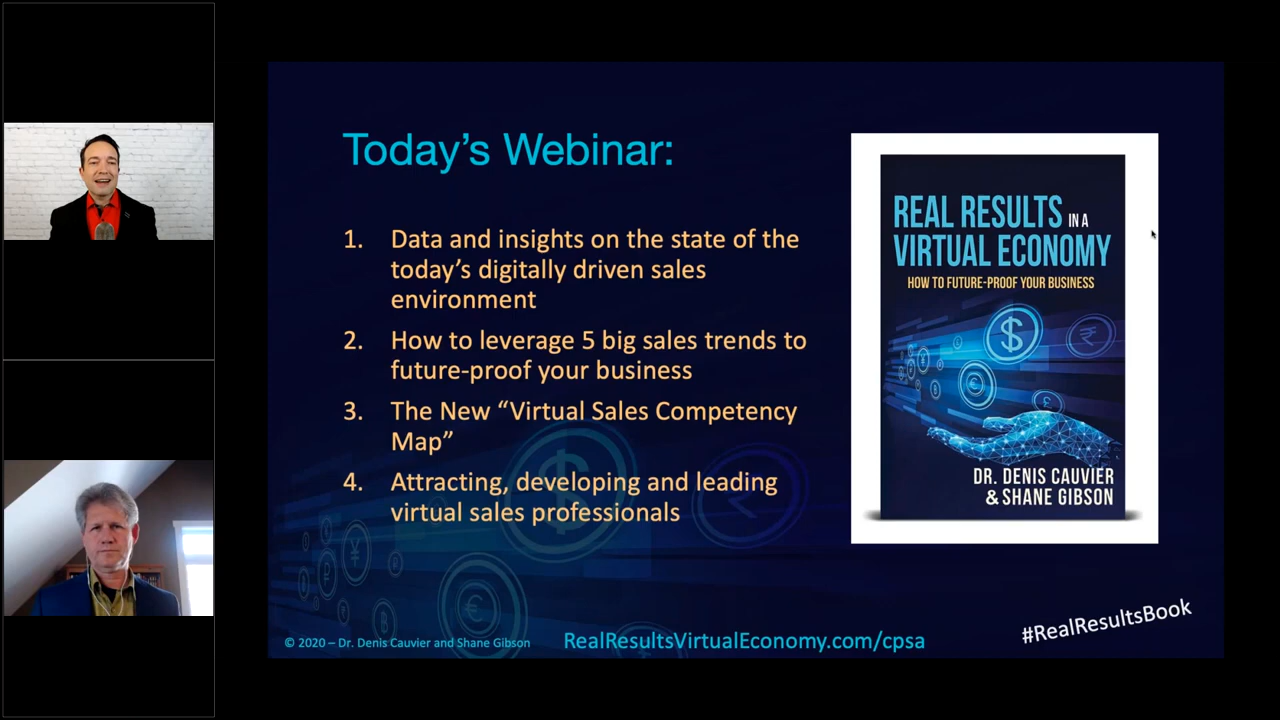 Today's Webinar:
1. Data and insights on the state of the
today's digitally driven sales
environment
2. How to leverage 5 big sales trends to
future-proof your business
3. The New “Virtual Sales Competency
Map”
4. Attracting, developing and leading
virtual sales professionals
REAL RESULTS IN A
VIRTUAL ECONOMY
HOW TO FUTURE-PROOF YOUR BUSINESS
DR. DENIS CAUVIER
& SHANE GIBSON
© 2020 – Dr. Denis Cauvier and Shane Gibson
RealResultsVirtualEconomy.com/cpsa
#RealResultsBook